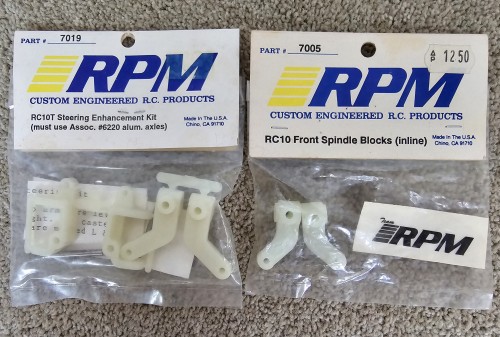 PART # 7019
RPM
CUSTOM ENGINEERED R.C. PRODUCTS
RC10T Steering Enhancement Kit
(must use Assoc. #6220 alum. axles)
Made In The U.S.A.
Chino, CA 91710
PART # 7005
12 50
RPM
CUSTOM ENGINEERED R.C. PRODUCTS
RC10 Front Spindle Blocks (inline)
Made In The U.S.A.
Chino, CA 91710
Team
RPM